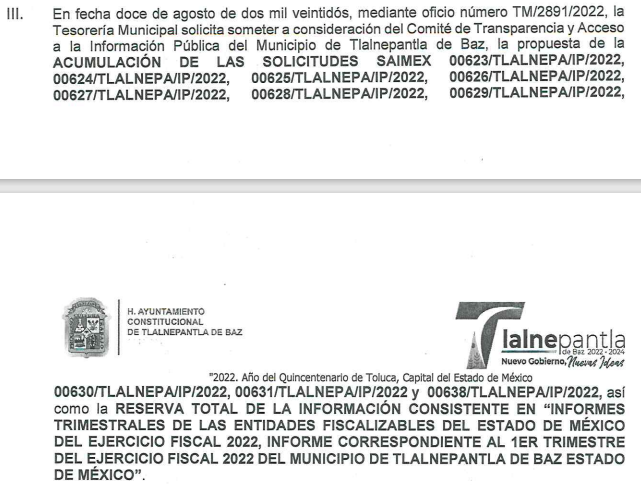 III. En fecha doce de agosto de dos mil veintidós, mediante oficio número TM/2891/2022, la
Tesorería Municipal solicita someter a consideración del Comité de Transparencia y Acceso
a la Información Pública del Municipio de Tlalnepantla de Baz, la propuesta de la
ACUMULACIÓN DE LAS SOLICITUDES SAIMEX 00623/TLALNEPA/IP/2022,
00624/TLALNEPA/IP/2022, 00625/TLALNEPA/IP/2022, 00626/TLALNEPA/IP/2022,
00627/TLALNEPA/IP/2022, 00628/TLALNEPA/IP/2022, 00629/TLALNEPA/IP/2022,
H. AYUNTAMIENTO
CONSTITUCIONAL
DE TLALNEPANTLA DE BAZ
Tlalnepantla
de Baz 2022 - 2024
Nuevo Gobierno, Nuevas Ideas
"2022. Año del Quincentenario de Toluca, Capital del Estado de México
00630/TLALNEPA/IP/2022, 00631/TLALNEPA/IP/2022 y 00638/TLALNEPA/IP/2022, así
como la RESERVA TOTAL DE LA INFORMACIÓN CONSISTENTE EN “INFORMES
TRIMESTRALES DE LAS ENTIDADES FISCALIZABLES DEL ESTADO DE MÉXICO
DEL EJERCICIO FISCAL 2022, INFORME CORRESPONDIENTE AL 1ER TRIMESTRE
DEL EJERCICIO FISCAL 2022 DEL MUNICIPIO DE TLALNEPANTLA DE BAZ ESTADO
DE MÉXICO”.